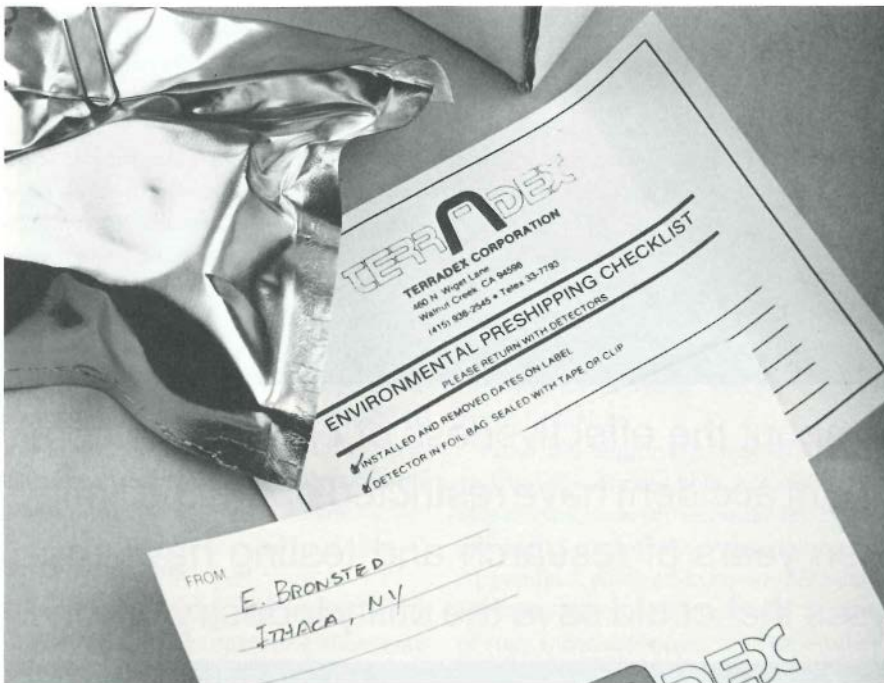 TERRADEX
TERRADEX CORPORATION
460 N. Wiget Lane
Walnut Creek, CA 94596
(415) 938-2545 • Telex 33-7793
ENVIRONMENTAL PRESHIPPING CHECKLIST
PLEASE RETURN WITH DETECTORS
✓INSTALLED AND REMOVED DATES ON LABEL
✓DETECTOR IN FOIL BAG SEALED WITH TAPE OR CLIP
FROM
E. BRONSTED
ITHACA, NY
DEX